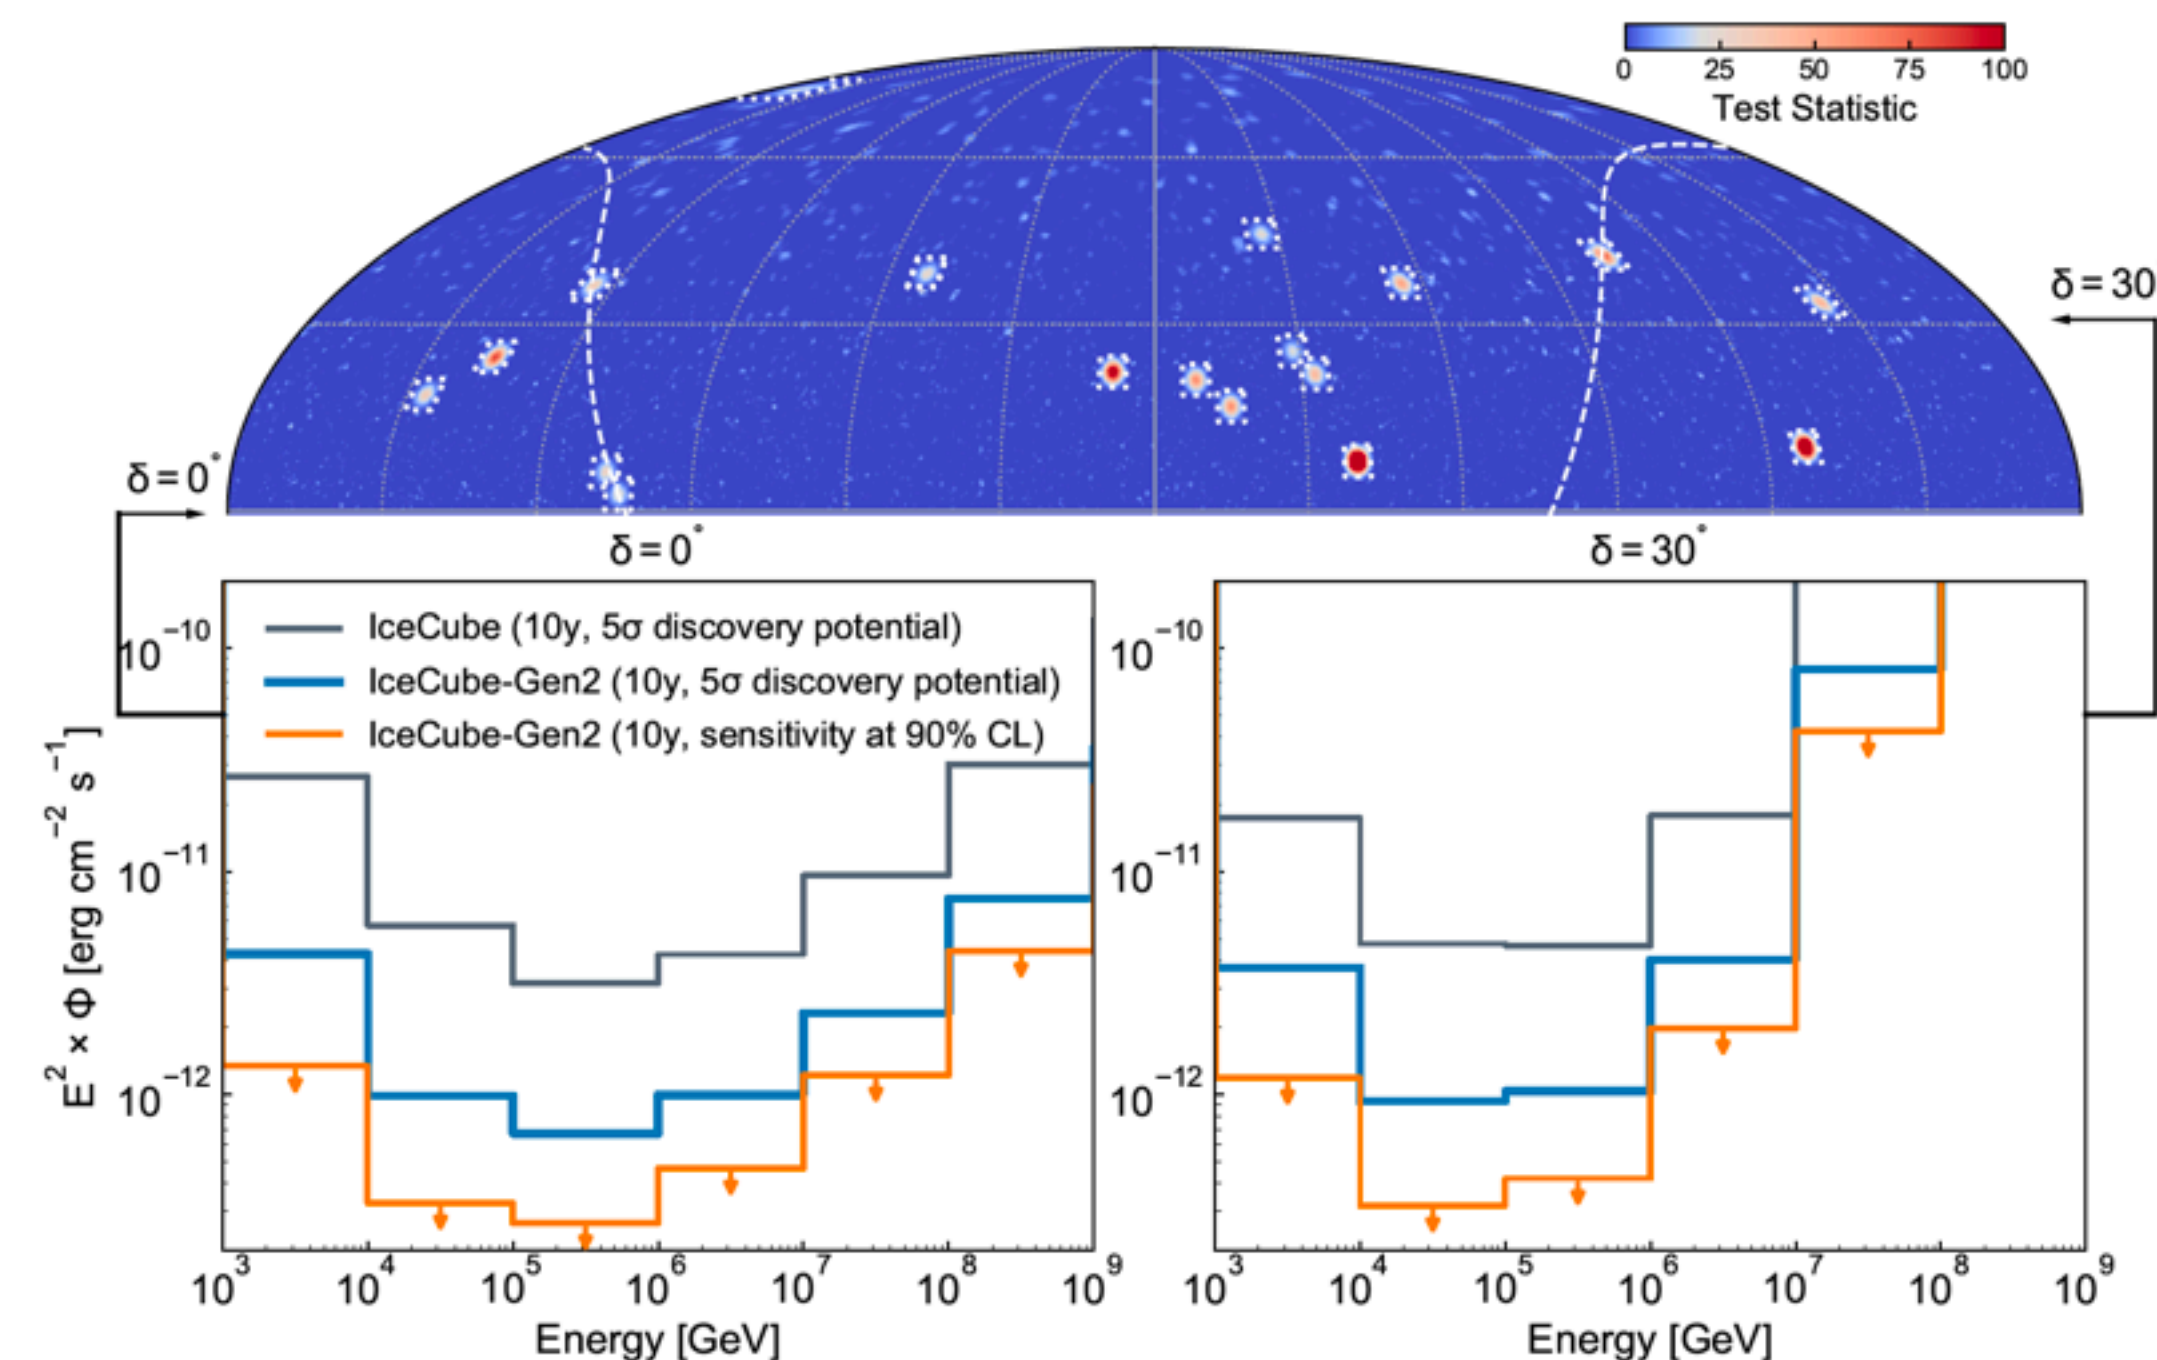 0 25 50 75 100
Test Statistic
δ = 30
δ = 0°
δ = 0° δ = 30°
IceCube (10y, 5σ discovery potential)
IceCube-Gen2 (10y, 5σ discovery potential)
IceCube-Gen2 (10y, sensitivity at 90% CL)
E² × Φ [erg cm⁻² s⁻¹]
10⁻¹⁰ 10⁻¹⁰
10⁻¹¹ 10⁻¹¹
10⁻¹² 10⁻¹²
10³ 10⁴ 10⁵ 10⁶ 10⁷ 10⁸ 10⁹ 10³ 10⁴ 10⁵ 10⁶ 10⁷ 10⁸ 10⁹
Energy [GeV] Energy [GeV]